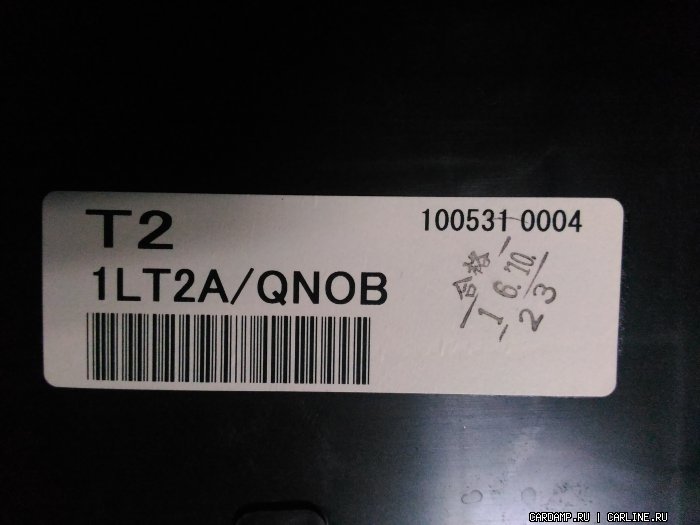 T2
100531 0004
1LT2A/QNOB
合格
1 6.10.
23
CARDAMP.RU | CARLINE.RU